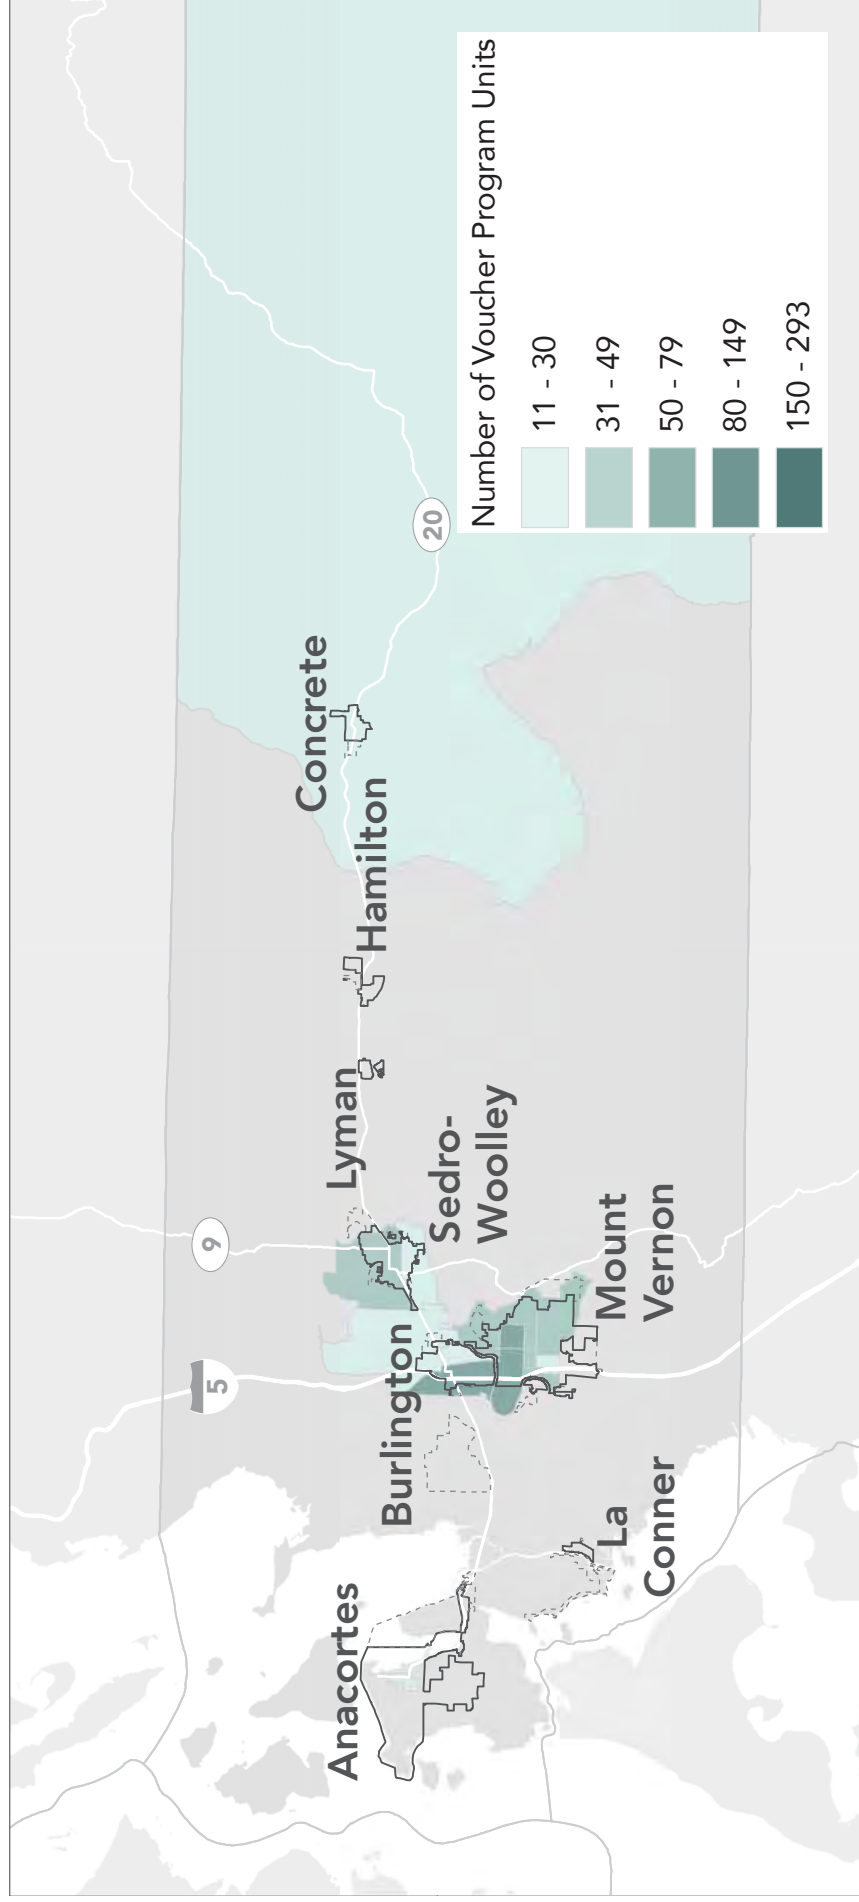 Anacortes
Burlington
La
Conner
5
9
Lyman
Sedro-
Woolley
Mount
Vernon
Hamilton
Concrete
20
Number of Voucher Program Units
11 - 30
31 - 49
50 - 79
80 - 149
150 - 293